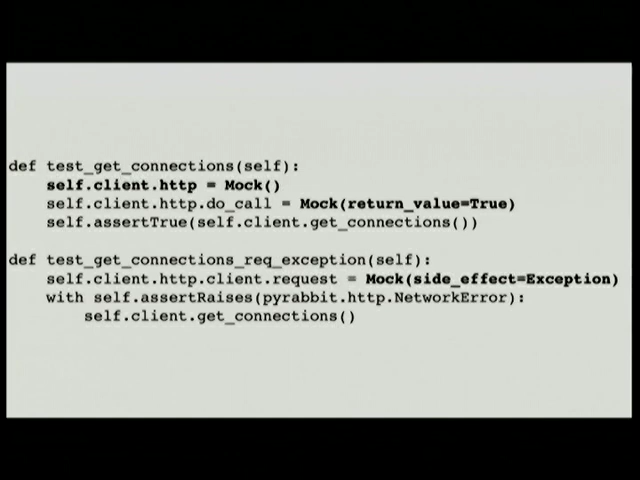 def test_get_connections(self):
    self.client.http = Mock()
    self.client.http.do_call = Mock(return_value=True)
    self.assertTrue(self.client.get_connections())
def test_get_connections_req_exception(self):
    self.client.http.client.request = Mock(side_effect=Exception)
    with self.assertRaises(pyrabbit.http.NetworkError):
        self.client.get_connections()